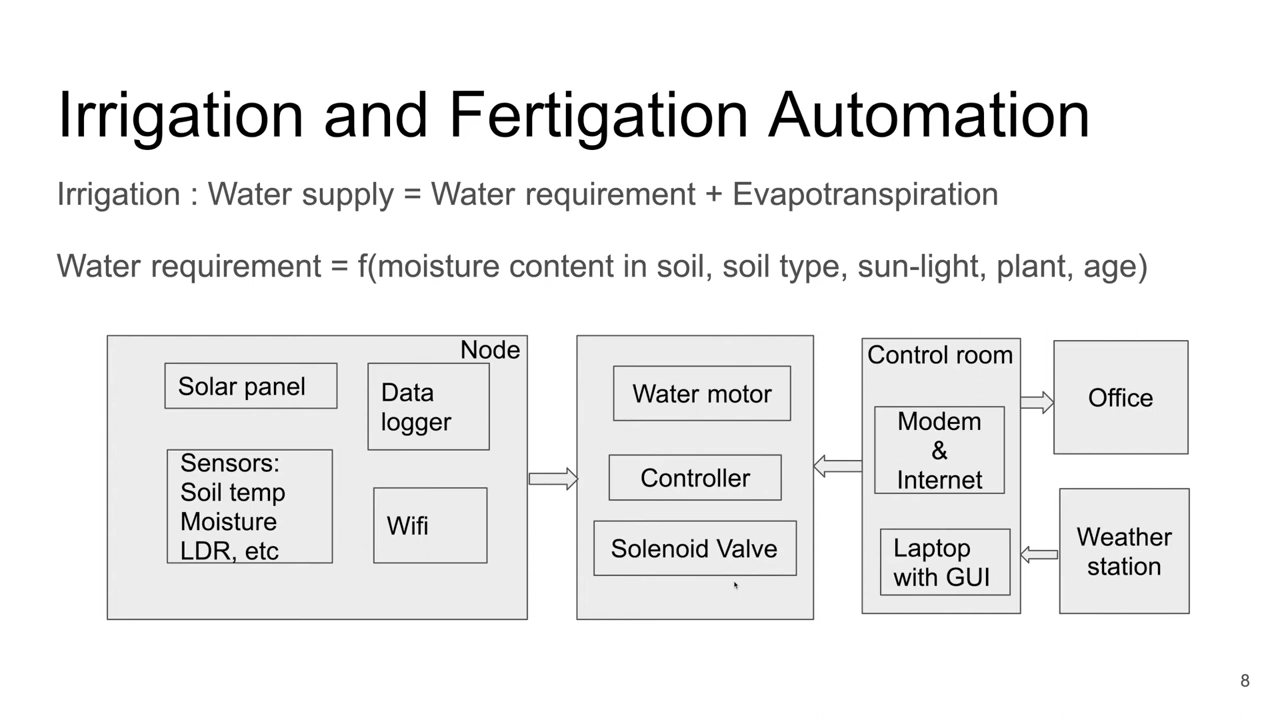 Irrigation and Fertigation Automation
Irrigation : Water supply = Water requirement + Evapotranspiration
Water requirement = f(moisture content in soil, soil type, sun-light, plant, age)
Node
Solar panel
Data
logger
Sensors:
Soil temp
Moisture
LDR, etc
Wifi
Water motor
Controller
Solenoid Valve
Control room
Modem
&
Internet
Laptop
with GUI
Office
Weather
station
8